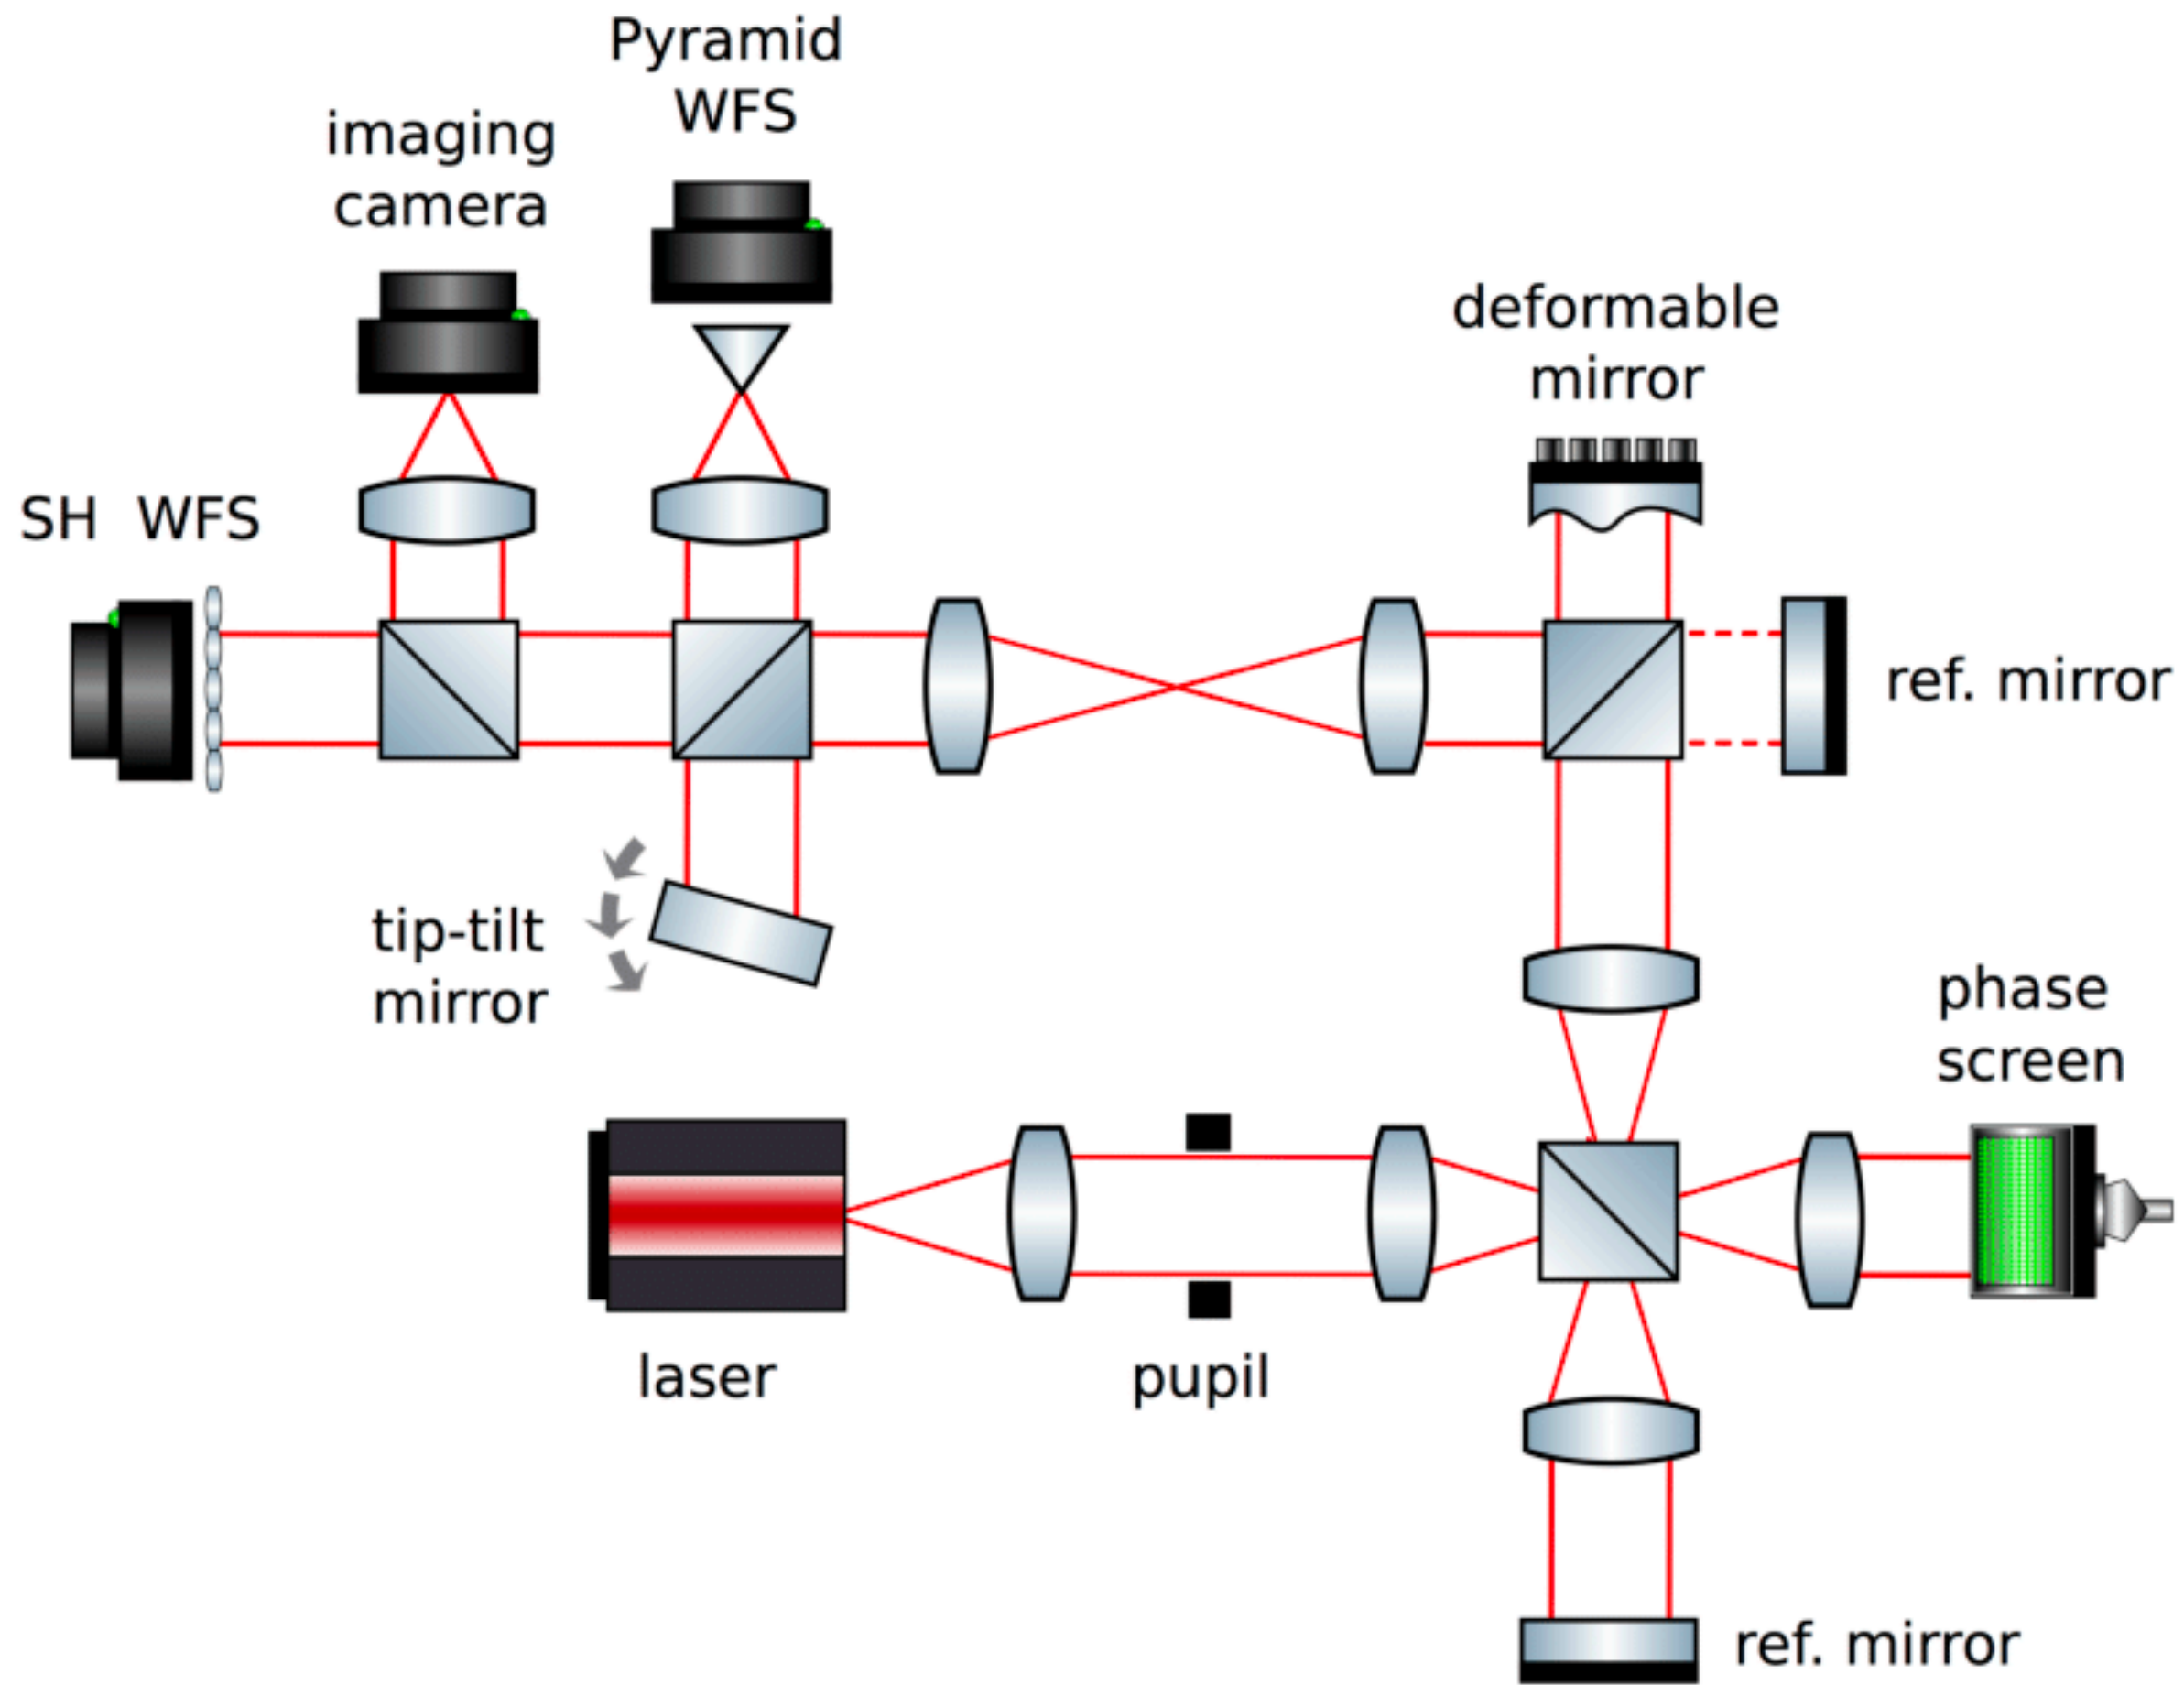 Pyramid
WFS
imaging
camera
deformable
mirror
SH WFS
ref. mirror
tip-tilt
mirror
phase
screen
laser
pupil
ref. mirror